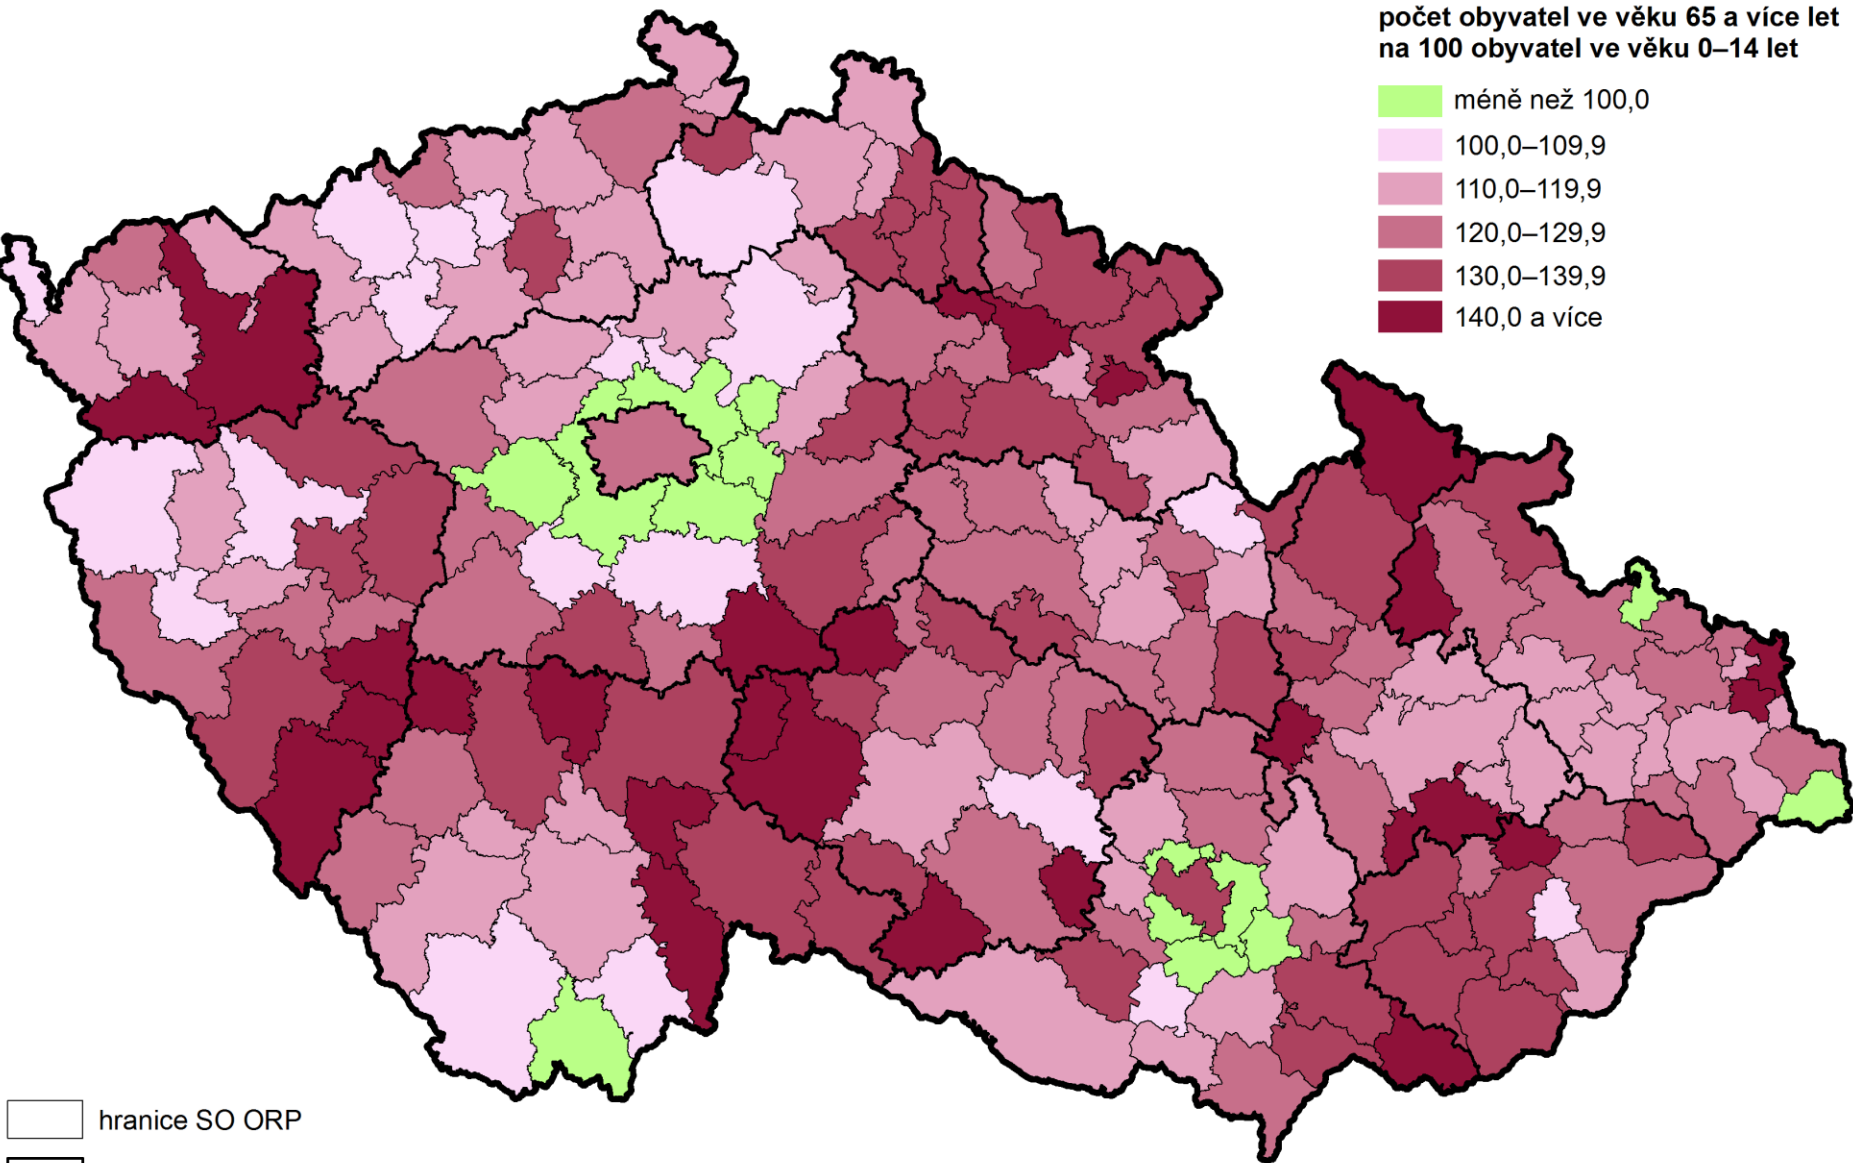 počet obyvatel ve věku 65 a více let
na 100 obyvatel ve věku 0–14 let
méně než 100,0
100,0–109,9
110,0–119,9
120,0–129,9
130,0–139,9
140,0 a více
hranice SO ORP